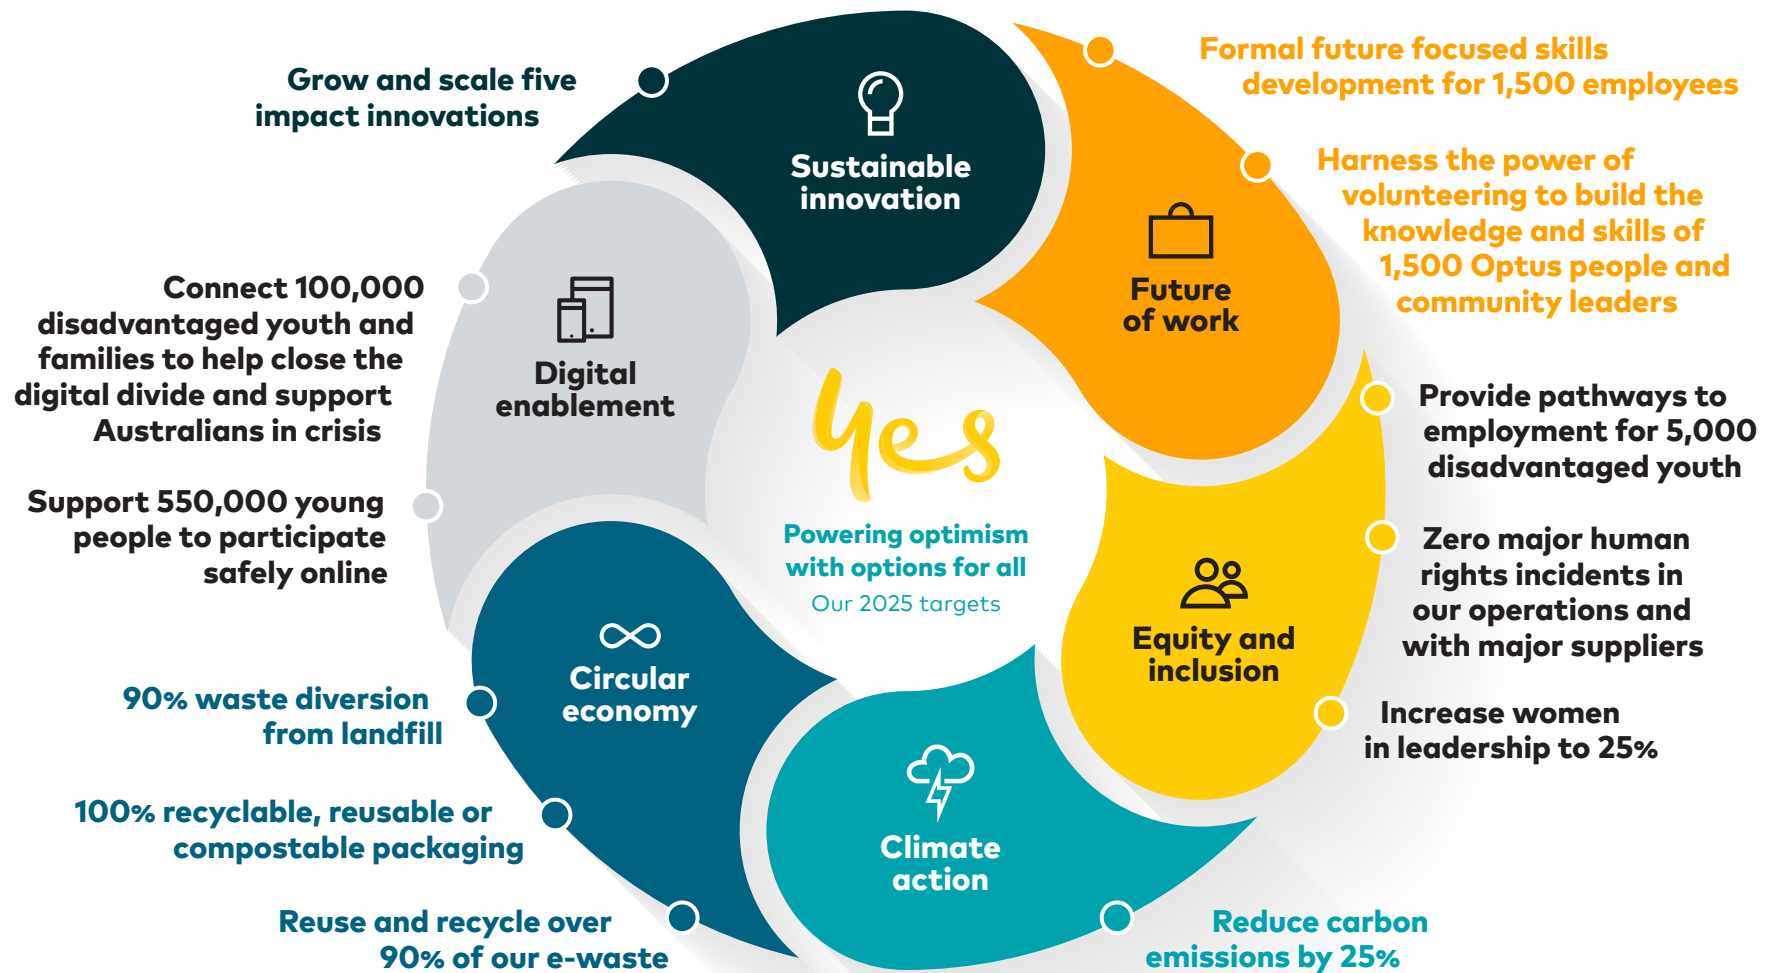 Grow and scale five
impact innovations
Sustainable
innovation
Formal future focused skills
development for 1,500 employees
Harness the power of
volunteering to build the
knowledge and skills of
1,500 Optus people and
community leaders
Future
of work
Connect 100,000
disadvantaged youth and
families to help close the
digital divide and support
Australians in crisis
Support 550,000 young
people to participate
safely online
Digital
enablement
yes
Powering optimism
with options for all
Our 2025 targets
Provide pathways to
employment for 5,000
disadvantaged youth
Zero major human
rights incidents in
our operations and
with major suppliers
Increase women
in leadership to 25%
Equity and
inclusion
Circular
economy
90% waste diversion
from landfill
100% recyclable, reusable or
compostable packaging
Reuse and recycle over
90% of our e-waste
Climate
action
Reduce carbon
emissions by 25%